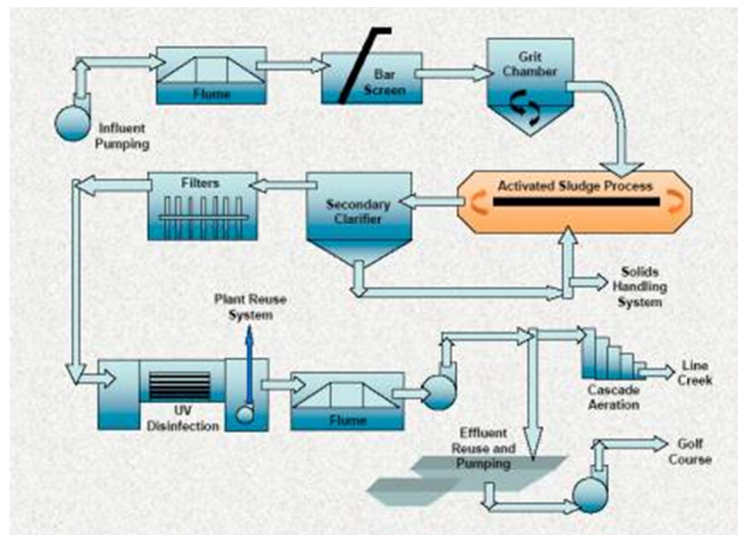 Influent
Pumping
Flume
Bar
Screen
Grit
Chamber
Activated Sludge Process
Secondary
Clarifier
Filters
Solids
Handling
System
Plant Reuse
System
UV
Disinfection
Flume
Cascade
Aeration
Line
Creek
Effluent
Reuse and
Pumping
Golf
Course